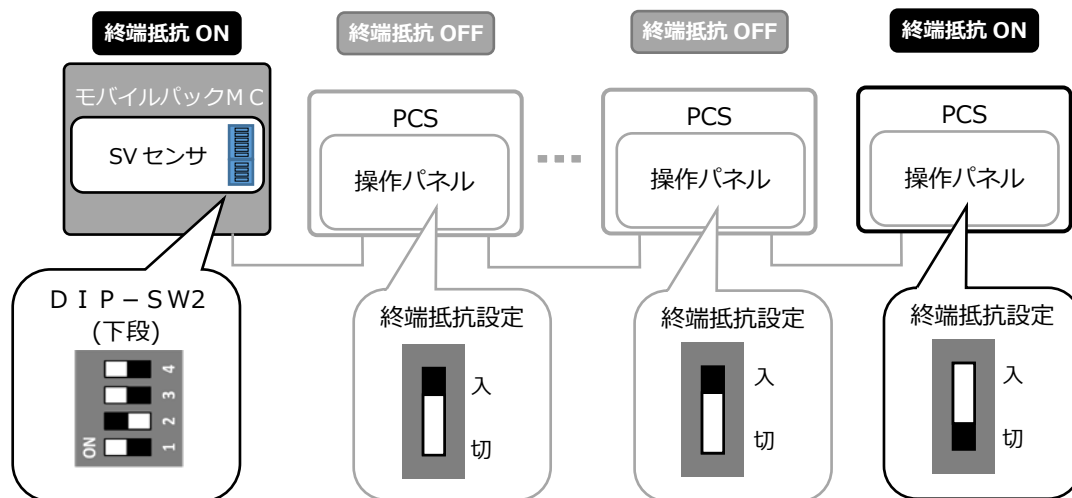 終端抵抗 ON
終端抵抗 OFF
終端抵抗 OFF
終端抵抗 ON
モバイルパックＭＣ
SV センサ
PCS
操作パネル
PCS
操作パネル
PCS
操作パネル
ＤＩＰ－ＳＷ2
(下段)
4
3
2
1
ON
終端抵抗設定
入
切
終端抵抗設定
入
切
終端抵抗設定
入
切